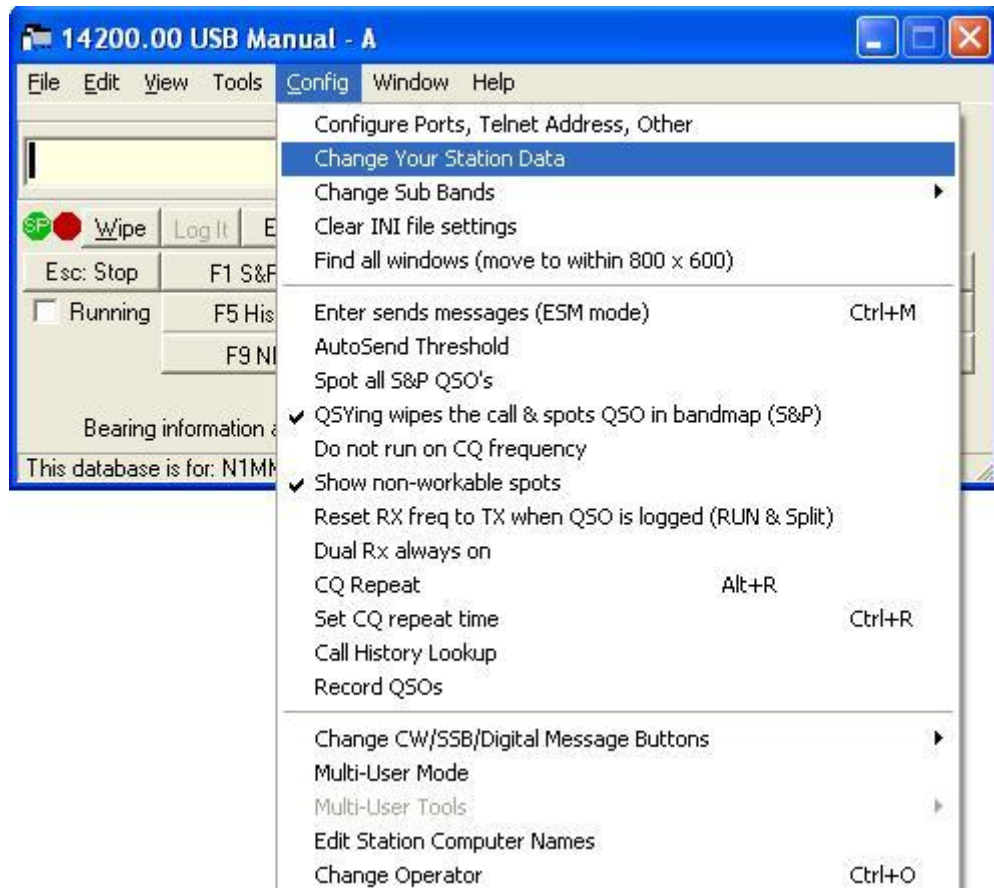 14200.00 USB Manual - A
File Edit View Tools Config Window Help
Configure Ports, Telnet Address, Other
Change Your Station Data
Change Sub Bands
Clear INI file settings
Find all windows (move to within 800 x 600)
SP Wipe Log It E
Esc: Stop F1 S&P
Running F5 His
F9 N
Enter sends messages (ESM mode) Ctrl+M
AutoSend Threshold
Spot all S&P QSO's
QSYing wipes the call & spots QSO in bandmap (S&P)
Do not run on CQ frequency
Show non-workable spots
Reset RX freq to TX when QSO is logged (RUN & Split)
Dual Rx always on
CQ Repeat Alt+R
Set CQ repeat time Ctrl+R
Call History Lookup
Record QSOs
Bearing information a
This database is for: N1MM
Change CW/SSB/Digital Message Buttons
Multi-User Mode
Multi-User Tools
Edit Station Computer Names
Change Operator Ctrl+O